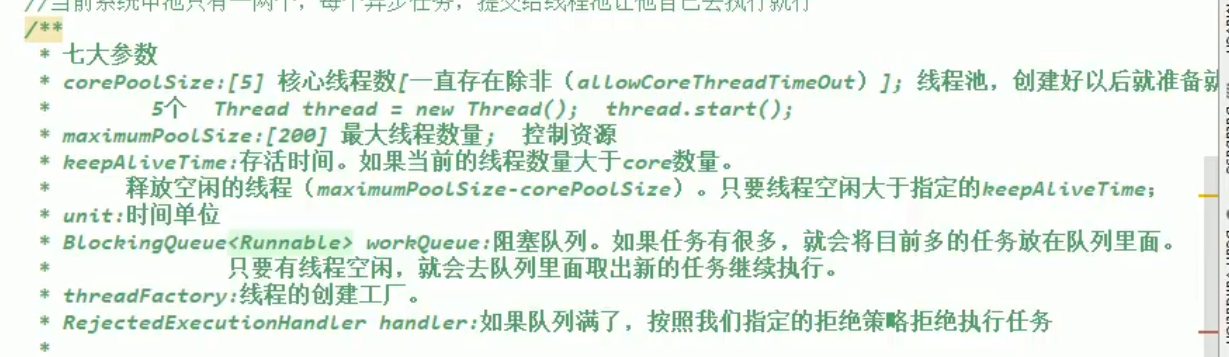 //当前系统中池只有一两个，每个异步任务，提交给线程池让他自己去执行就行
/**
* 七大参数
* corePoolSize:[5] 核心线程数[一直存在除非（allowCoreThreadTimeOut）]; 线程池，创建好以后就准备就
* 5个 Thread thread = new Thread(); thread.start();
* maximumPoolSize:[200] 最大线程数量; 控制资源
* keepAliveTime:存活时间。如果当前的线程数量大于core数量。
* 释放空闲的线程（maximumPoolSize-corePoolSize）。只要线程空闲大于指定的keepAliveTime;
* unit:时间单位
* BlockingQueue<Runnable> workQueue:阻塞队列。如果任务有很多，就会将目前多的任务放在队列里面。
* 只要有线程空闲，就会去队列里面取出新的任务继续执行。
* threadFactory:线程的创建工厂。
* RejectedExecutionHandler handler:如果队列满了，按照我们指定的拒绝策略拒绝执行任务
*